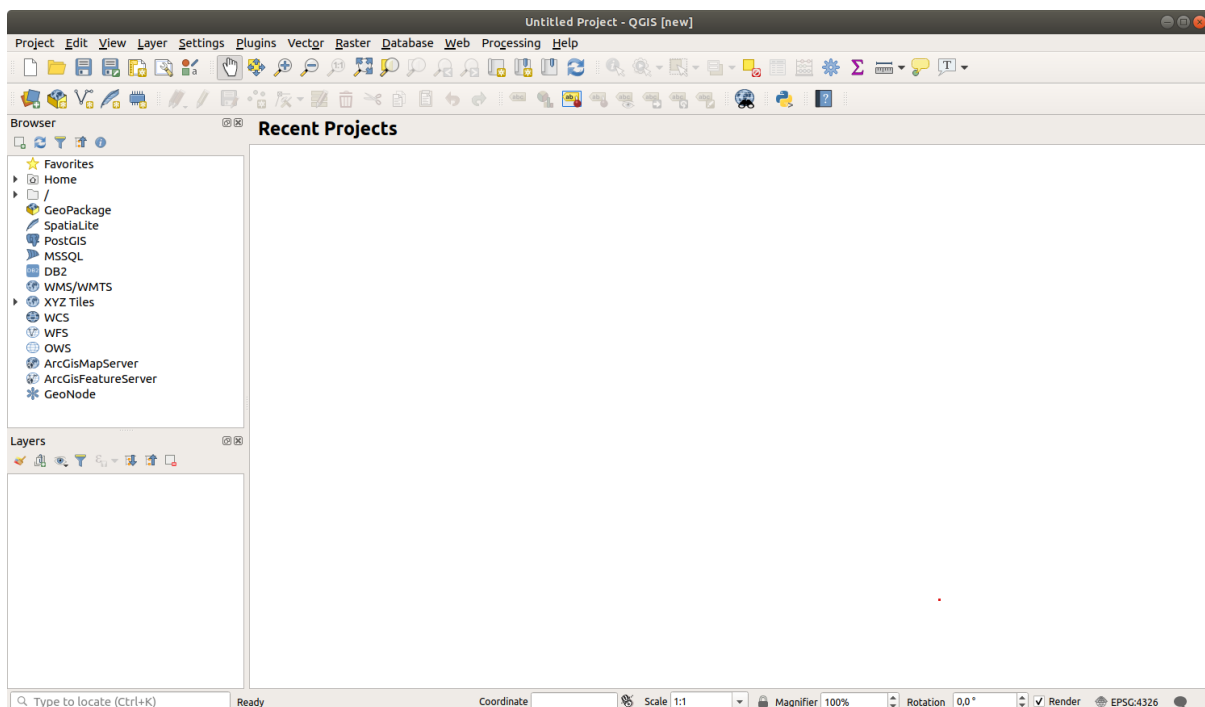 Untitled Project - QGIS [new]
Project Edit View Layer Settings Plugins Vector Raster Database Web Processing Help
Browser
Recent Projects
Favorites
Home
/
GeoPackage
SpatiaLite
PostGIS
MSSQL
DB2
WMS/WMTS
XYZ Tiles
WCS
WFS
OWS
ArcGisMapServer
ArcGisFeatureServer
GeoNode
Layers
Type to locate (Ctrl+K) Ready Coordinate Scale 1:1 Magnifier 100% Rotation 0,0 ° Render EPSG:4326